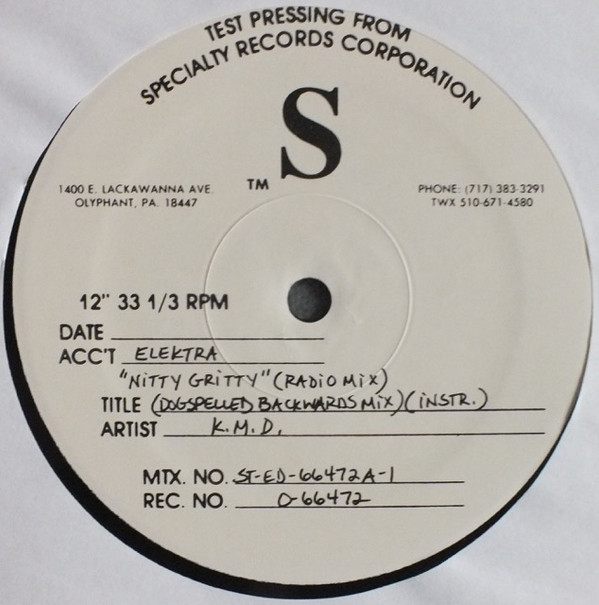 TEST PRESSING FROM
SPECIALTY RECORDS CORPORATION
S
TM
1400 E. LACKAWANNA AVE.
OLYPHANT, PA. 18447
PHONE: (717) 383-3291
TWX 510-671-4580
12" 33 1/3 RPM
DATE
ACC'T ELEKTRA
"NITTY GRITTY" (RADIO MIX)
TITLE (DOGSPELLED BACKWARDS MIX) (INSTR.)
ARTIST K.M.D.
MTX. NO. ST-ED-66472A-1
REC. NO. 0-66472